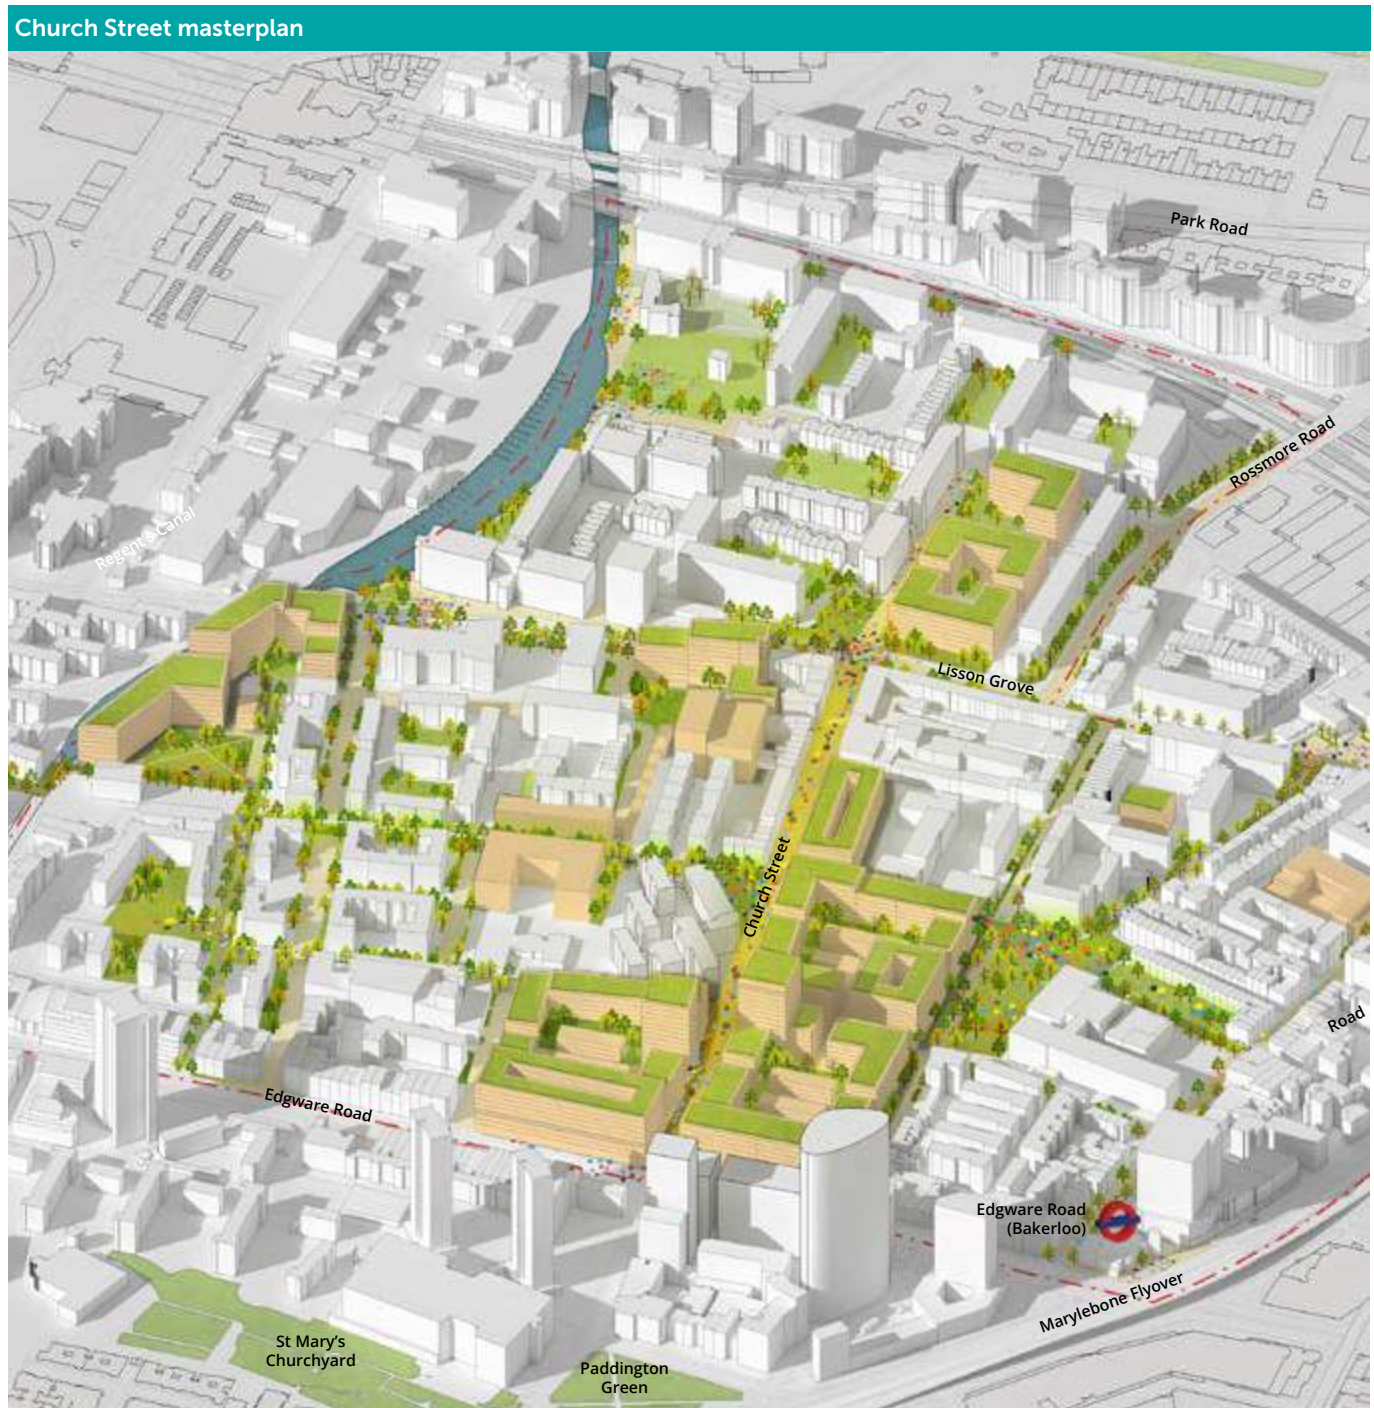 Church Street masterplan
Park Road
Rossmore Road
Regent's Canal
Lisson Grove
Church Street
Road
Edgware Road
Edgware Road
(Bakerloo)
Marylebone Flyover
St Mary's
Churchyard
Paddington
Green